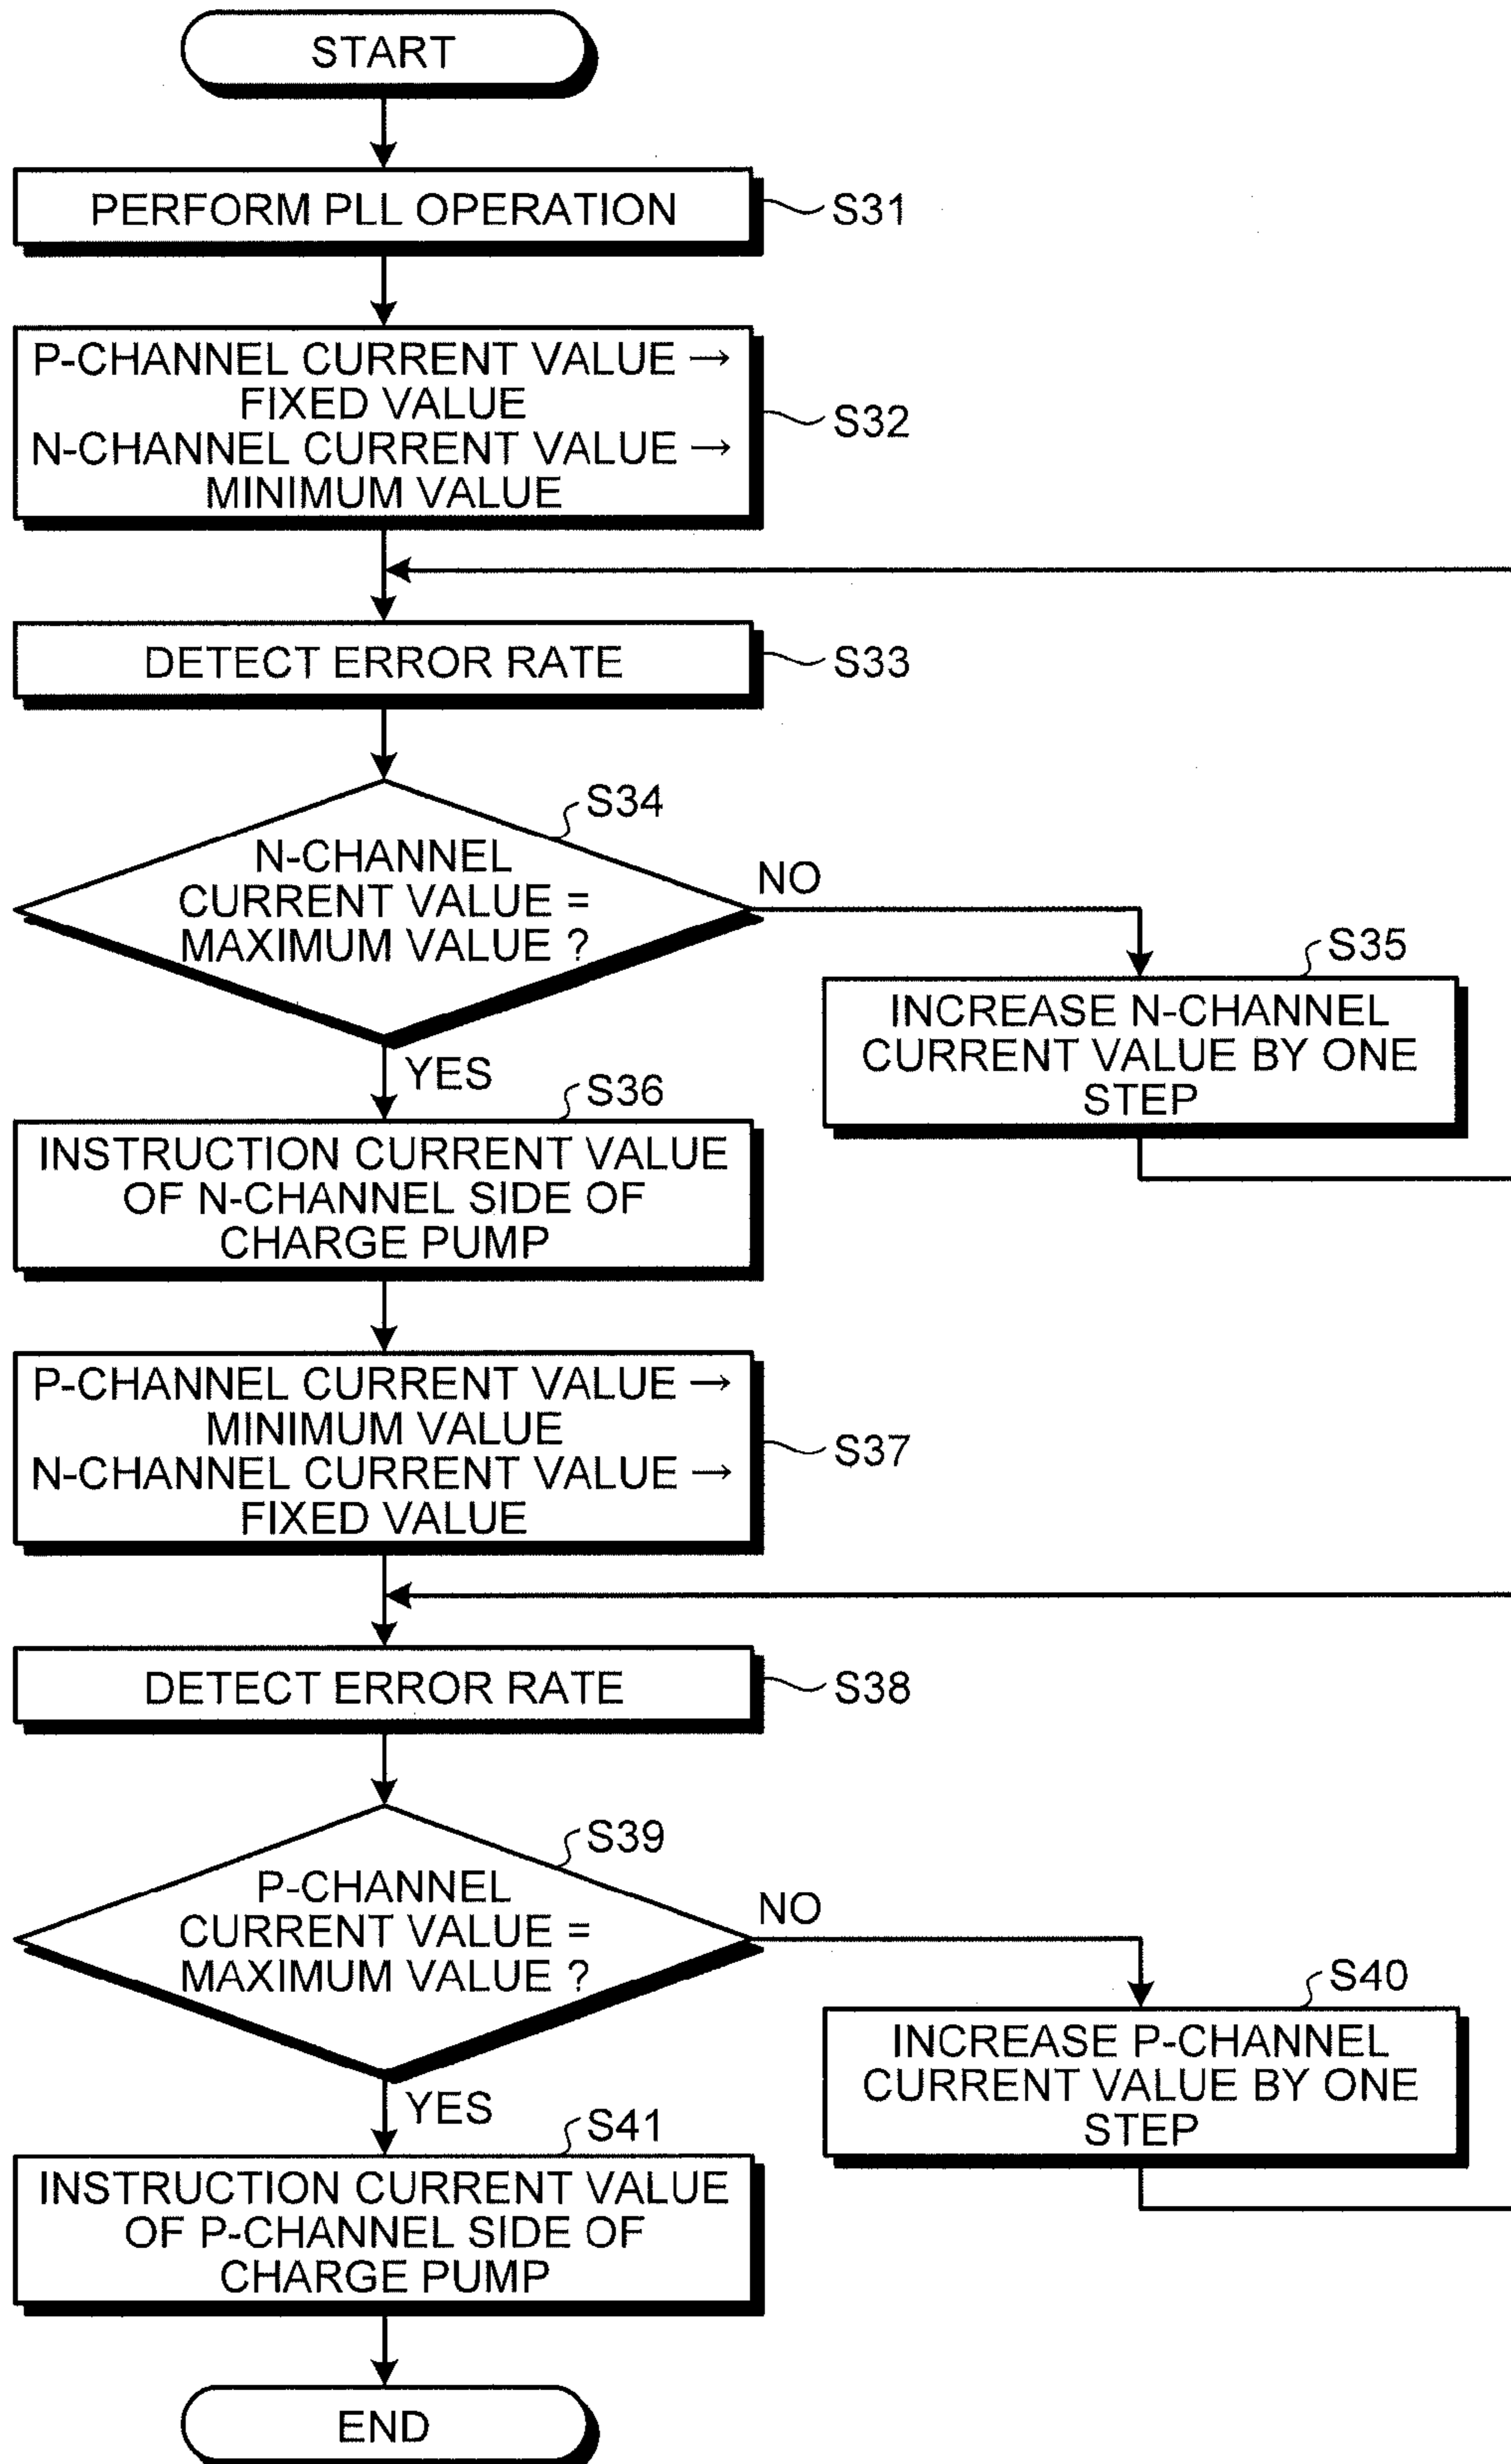 START
PERFORM PLL OPERATION
S31
P-CHANNEL CURRENT VALUE →
FIXED VALUE
N-CHANNEL CURRENT VALUE →
MINIMUM VALUE
S32
DETECT ERROR RATE
S33
S34
N-CHANNEL
CURRENT VALUE =
MAXIMUM VALUE ?
NO
YES
S35
INCREASE N-CHANNEL
CURRENT VALUE BY ONE
STEP
S36
INSTRUCTION CURRENT VALUE
OF N-CHANNEL SIDE OF
CHARGE PUMP
P-CHANNEL CURRENT VALUE →
MINIMUM VALUE
N-CHANNEL CURRENT VALUE →
FIXED VALUE
S37
DETECT ERROR RATE
S38
S39
P-CHANNEL
CURRENT VALUE =
MAXIMUM VALUE ?
NO
YES
S40
INCREASE P-CHANNEL
CURRENT VALUE BY ONE
STEP
S41
INSTRUCTION CURRENT VALUE
OF P-CHANNEL SIDE OF
CHARGE PUMP
END